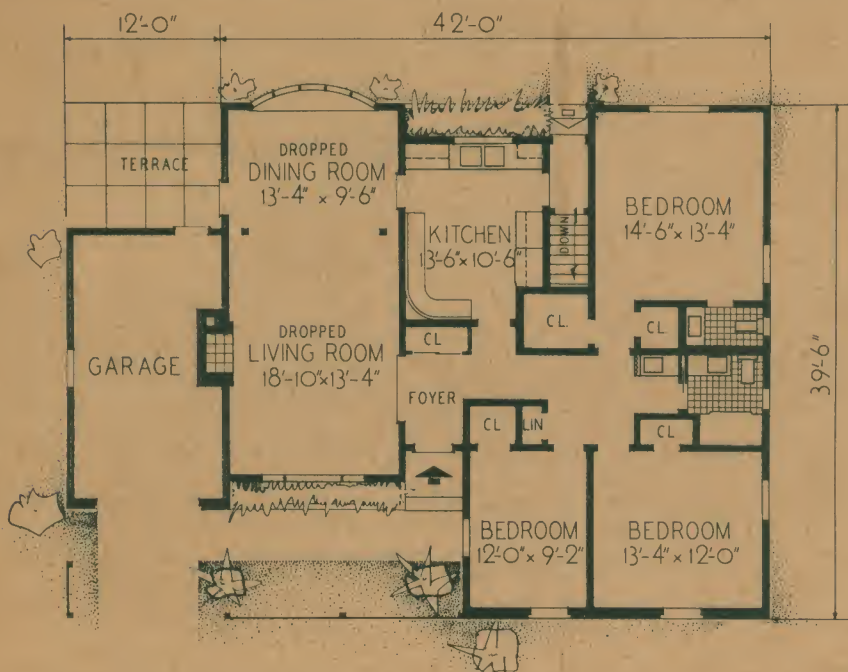 12'-0"
42'-0"
TERRACE
DROPPED
DINING ROOM
13'-4" x 9'-6"
KITCHEN
13'-6" x 10'-6"
DOWN
BEDROOM
14'-6" x 13'-4"
GARAGE
DROPPED
LIVING ROOM
18'-10" x 13'-4"
CL
CL.
CL.
FOYER
CL
LIN
CL
39'-6"
BEDROOM
12'-0" x 9'-2"
BEDROOM
13'-4" x 12'-0"